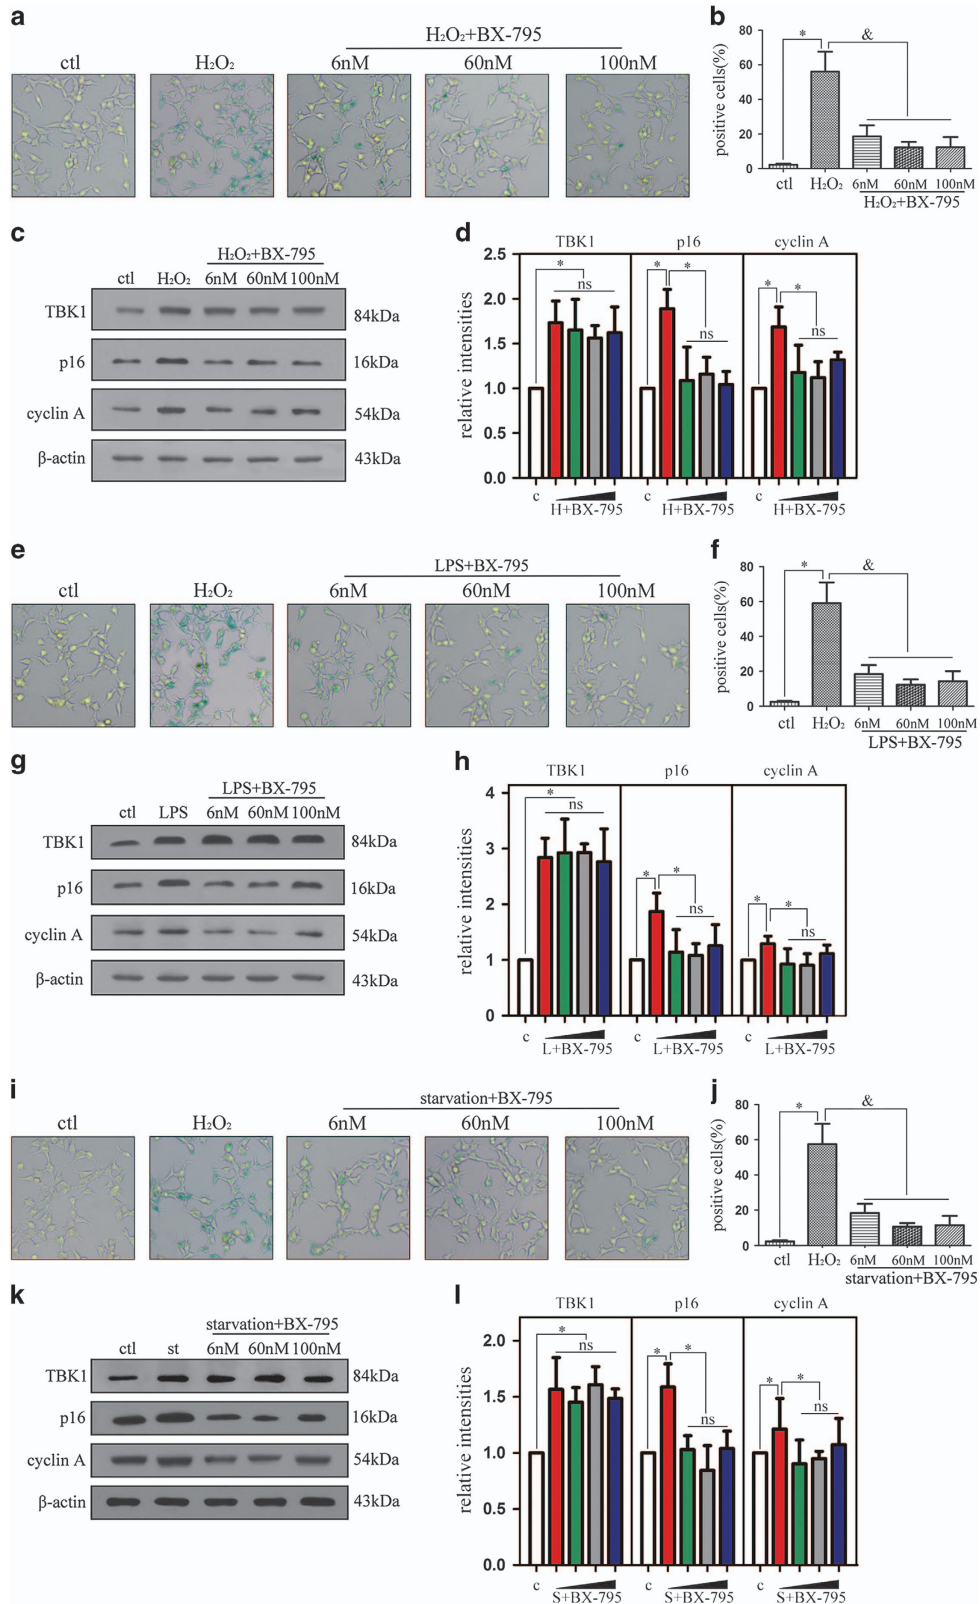 a
H₂O₂+BX-795
ctl H₂O₂ 6nM 60nM 100nM
b
positive cells(%)
80
60
40
20
0
* &
ctl H₂O₂ 6nM 60nM 100nM
H₂O₂+BX-795
c
H₂O₂+BX-795
ctl H₂O₂ 6nM 60nM 100nM
TBK1 84kDa
p16 16kDa
cyclin A 54kDa
β-actin 43kDa
d
TBK1 p16 cyclin A
relative intensities
2.5
2.0
1.5
1.0
0.5
0.0
* ns * * ns * * ns
c H+BX-795 c H+BX-795 c H+BX-795
e
LPS+BX-795
ctl H₂O₂ 6nM 60nM 100nM
f
positive cells(%)
80
60
40
20
0
* &
ctl H₂O₂ 6nM 60nM 100nM
LPS+BX-795
g
LPS+BX-795
ctl LPS 6nM 60nM 100nM
TBK1 84kDa
p16 16kDa
cyclin A 54kDa
β-actin 43kDa
h
TBK1 p16 cyclin A
relative intensities
4
3
2
1
0
* ns * * ns * * ns
c L+BX-795 c L+BX-795 c L+BX-795
i
starvation+BX-795
ctl H₂O₂ 6nM 60nM 100nM
j
positive cells(%)
80
60
40
20
0
* &
ctl H₂O₂ 6nM 60nM 100nM
starvation+BX-795
k
starvation+BX-795
ctl st 6nM 60nM 100nM
TBK1 84kDa
p16 16kDa
cyclin A 54kDa
β-actin 43kDa
l
TBK1 p16 cyclin A
relative intensities
2.0
1.5
1.0
0.5
0.0
* ns * * ns * * ns
c S+BX-795 c S+BX-795 c S+BX-795